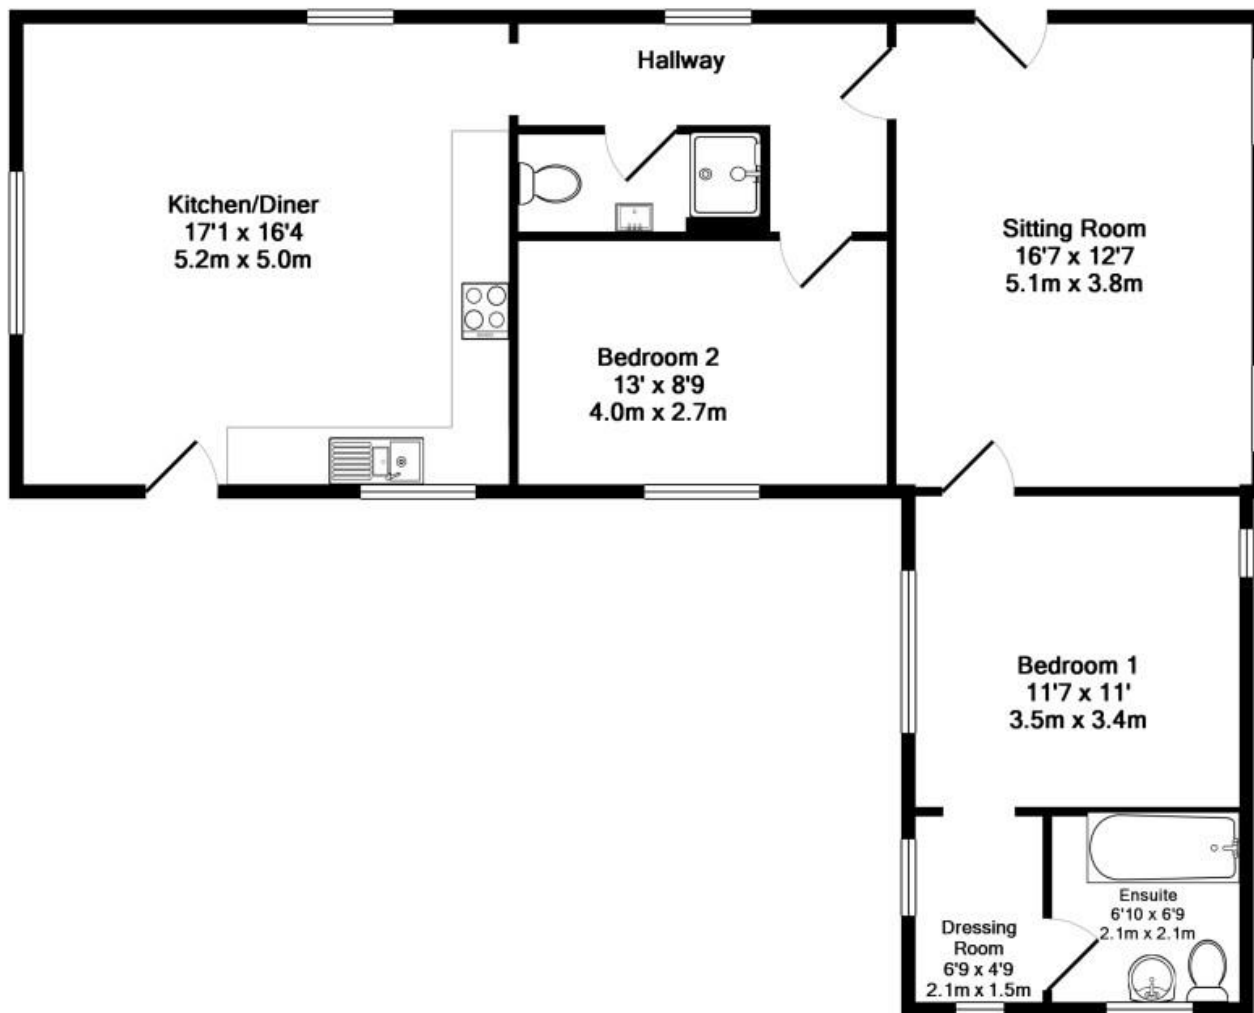 Hallway
Kitchen/Diner
17'1 x 16'4
5.2m x 5.0m
Sitting Room
16'7 x 12'7
5.1m x 3.8m
Bedroom 2
13' x 8'9
4.0m x 2.7m
Bedroom 1
11'7 x 11'
3.5m x 3.4m
Ensuite
6'10 x 6'9
2.1m x 2.1m
Dressing
Room
6'9 x 4'9
2.1m x 1.5m